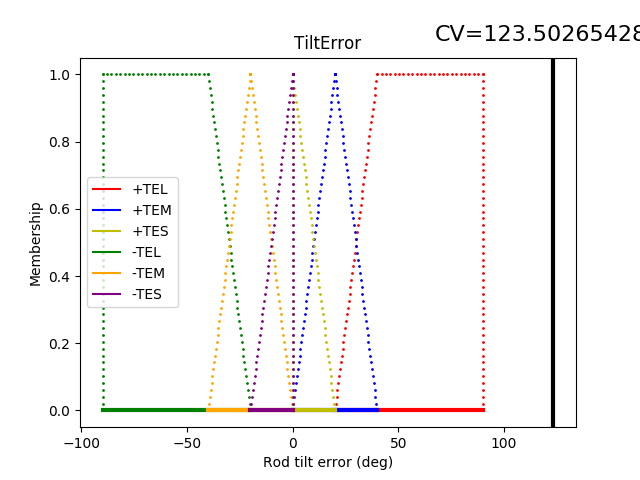 CV=123.50265428
TiltError
1.0
0.8
0.6
0.4
0.2
0.0
Membership
+TEL
+TEM
+TES
-TEL
-TEM
-TES
−100 −50 0 50 100
Rod tilt error (deg)